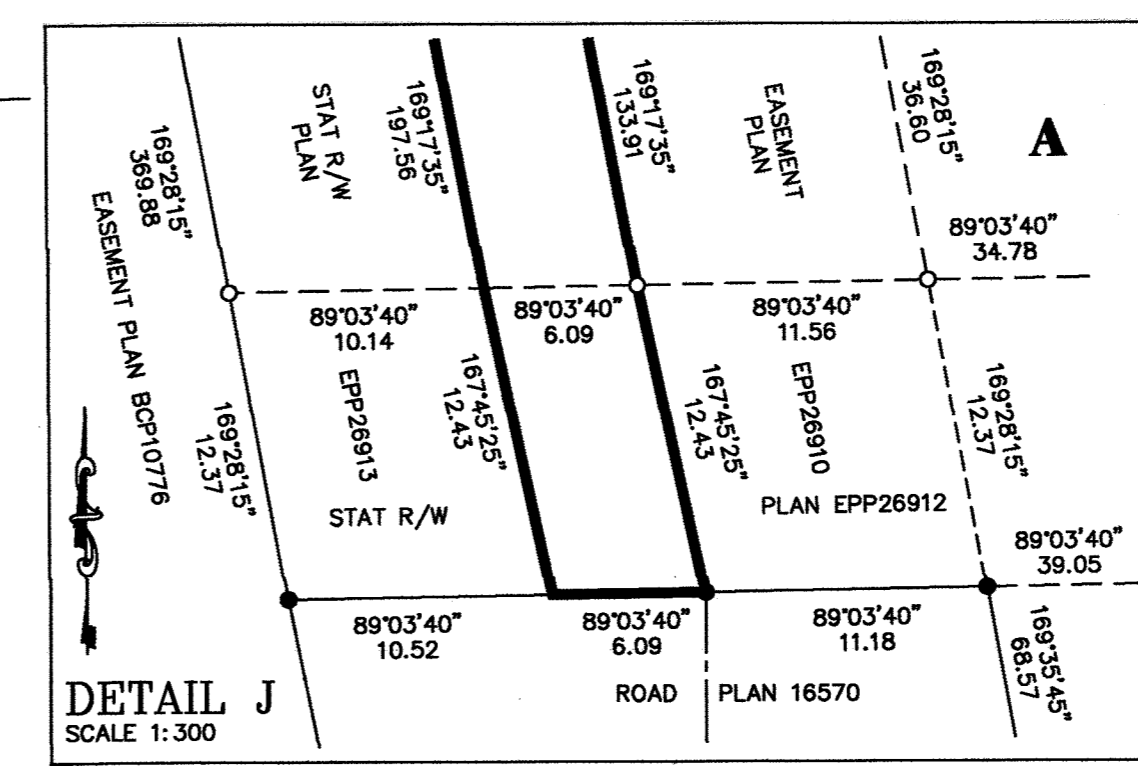 169°28'15"
369.88
EASEMENT PLAN BCP10776
STAT R/W
PLAN
169°17'35"
197.56
169°17'35"
133.91
EASEMENT
PLAN
169°28'15"
36.60
A
89°03'40"
34.78
89°03'40"
10.14
89°03'40"
6.09
89°03'40"
11.56
169°28'15"
12.37
EPP26913
167°45'25"
12.43
167°45'25"
12.43
EPP26910
169°28'15"
12.37
STAT R/W
PLAN EPP26912
89°03'40"
39.05
89°03'40"
10.52
89°03'40"
6.09
89°03'40"
11.18
169°35'45"
68.57
ROAD PLAN 16570
DETAIL J
SCALE 1:300